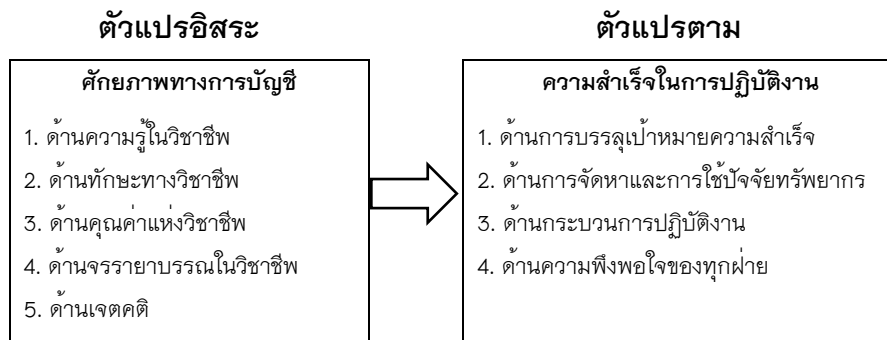 ตัวแปรอิสระ
ศักยภาพทางการบัญชี
1. ด้านความรู้ในวิชาชีพ
2. ด้านทักษะทางวิชาชีพ
3. ด้านคุณค่าแห่งวิชาชีพ
4. ด้านจรรายาบรรณในวิชาชีพ
5. ด้านเจตคติ
ตัวแปรตาม
ความสำเร็จในการปฏิบัติงาน
1. ด้านการบรรลุเป้าหมายความสำเร็จ
2. ด้านการจัดหาและการใช้ปัจจัยทรัพยากร
3. ด้านกระบวนการปฏิบัติงาน
4. ด้านความพึงพอใจของทุกฝ่าย